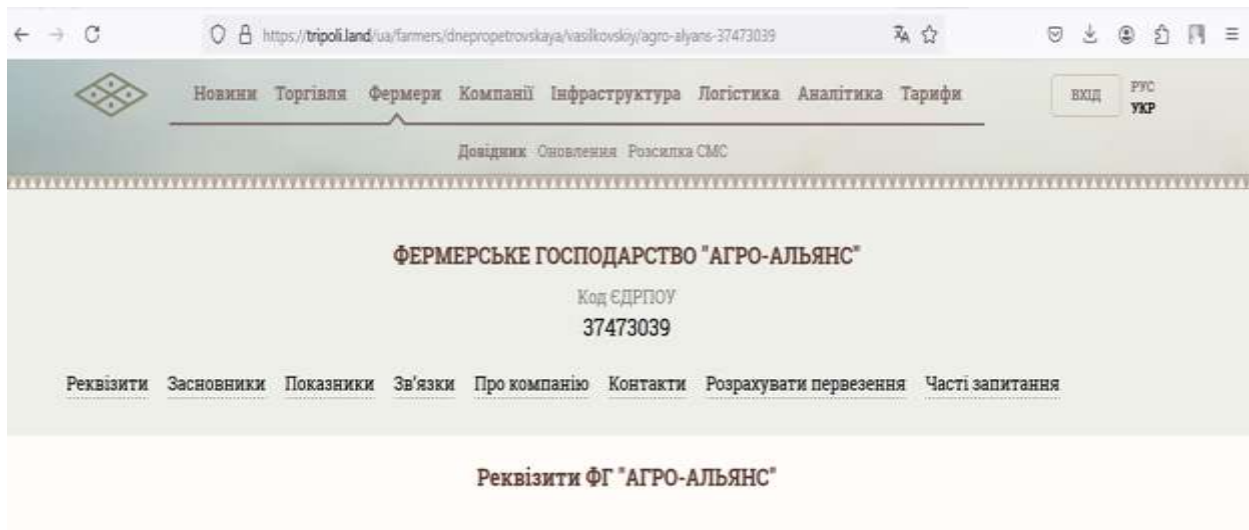 https://tripoli.land/ua/farmers/dnepropetrovskaya/vasilkovskiy/agro-alyans-37473039
Новини Торгівля Фермери Компанії Інфраструктура Логістика Аналітика Тарифи
ВХІД
РУС
УКР
Довідник Оновлення Розсилка СМС
ФЕРМЕРСЬКЕ ГОСПОДАРСТВО "АГРО-АЛЬЯНС"
Код ЄДРПОУ
37473039
Реквізити Засновники Показники Зв'язки Про компанію Контакти Розрахувати первезення Часті запитання
Реквізити ФГ "АГРО-АЛЬЯНС"